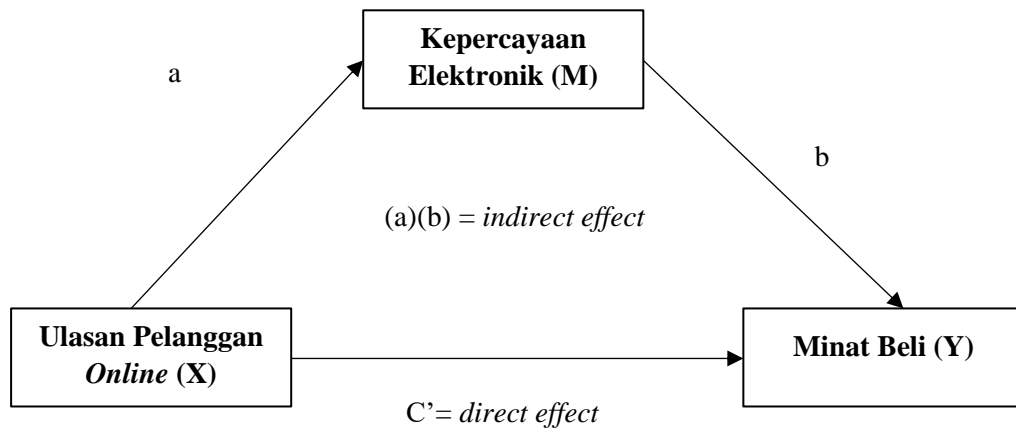 Kepercayaan
Elektronik (M)
a
b
(a)(b) = indirect effect
Ulasan Pelanggan
Online (X)
Minat Beli (Y)
C’= direct effect